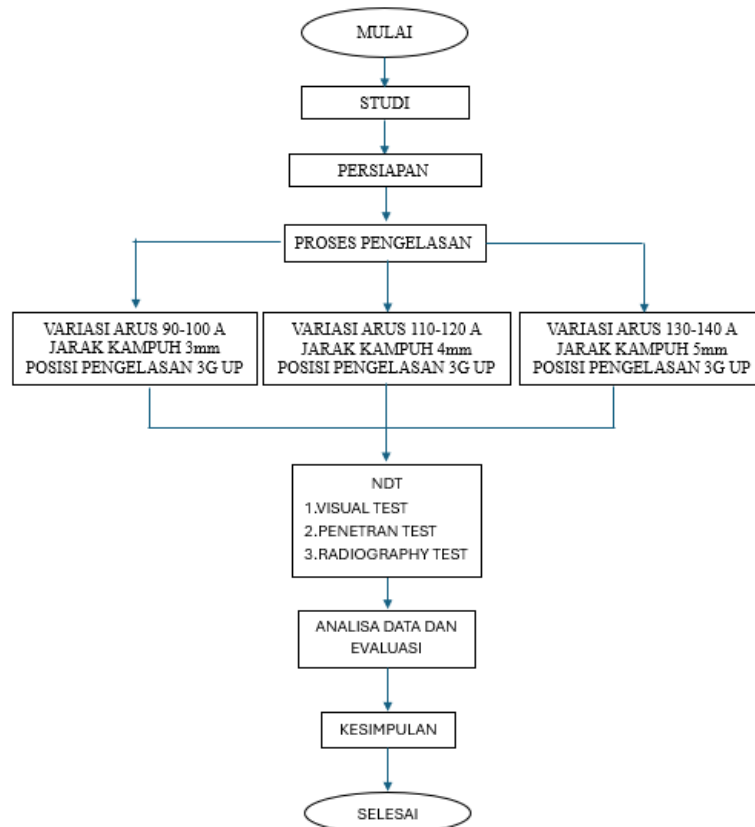 MULAI
STUDI
PERSIAPAN
PROSES PENGELASAN
VARIASI ARUS 90-100 A
JARAK KAMPUH 3mm
POSISI PENGELASAN 3G UP
VARIASI ARUS 110-120 A
JARAK KAMPUH 4mm
POSISI PENGELASAN 3G UP
VARIASI ARUS 130-140 A
JARAK KAMPUH 5mm
POSISI PENGELASAN 3G UP
NDT
1.VISUAL TEST
2.PENETRAN TEST
3.RADIOGRAPHY TEST
ANALISA DATA DAN
EVALUASI
KESIMPULAN
SELESAI